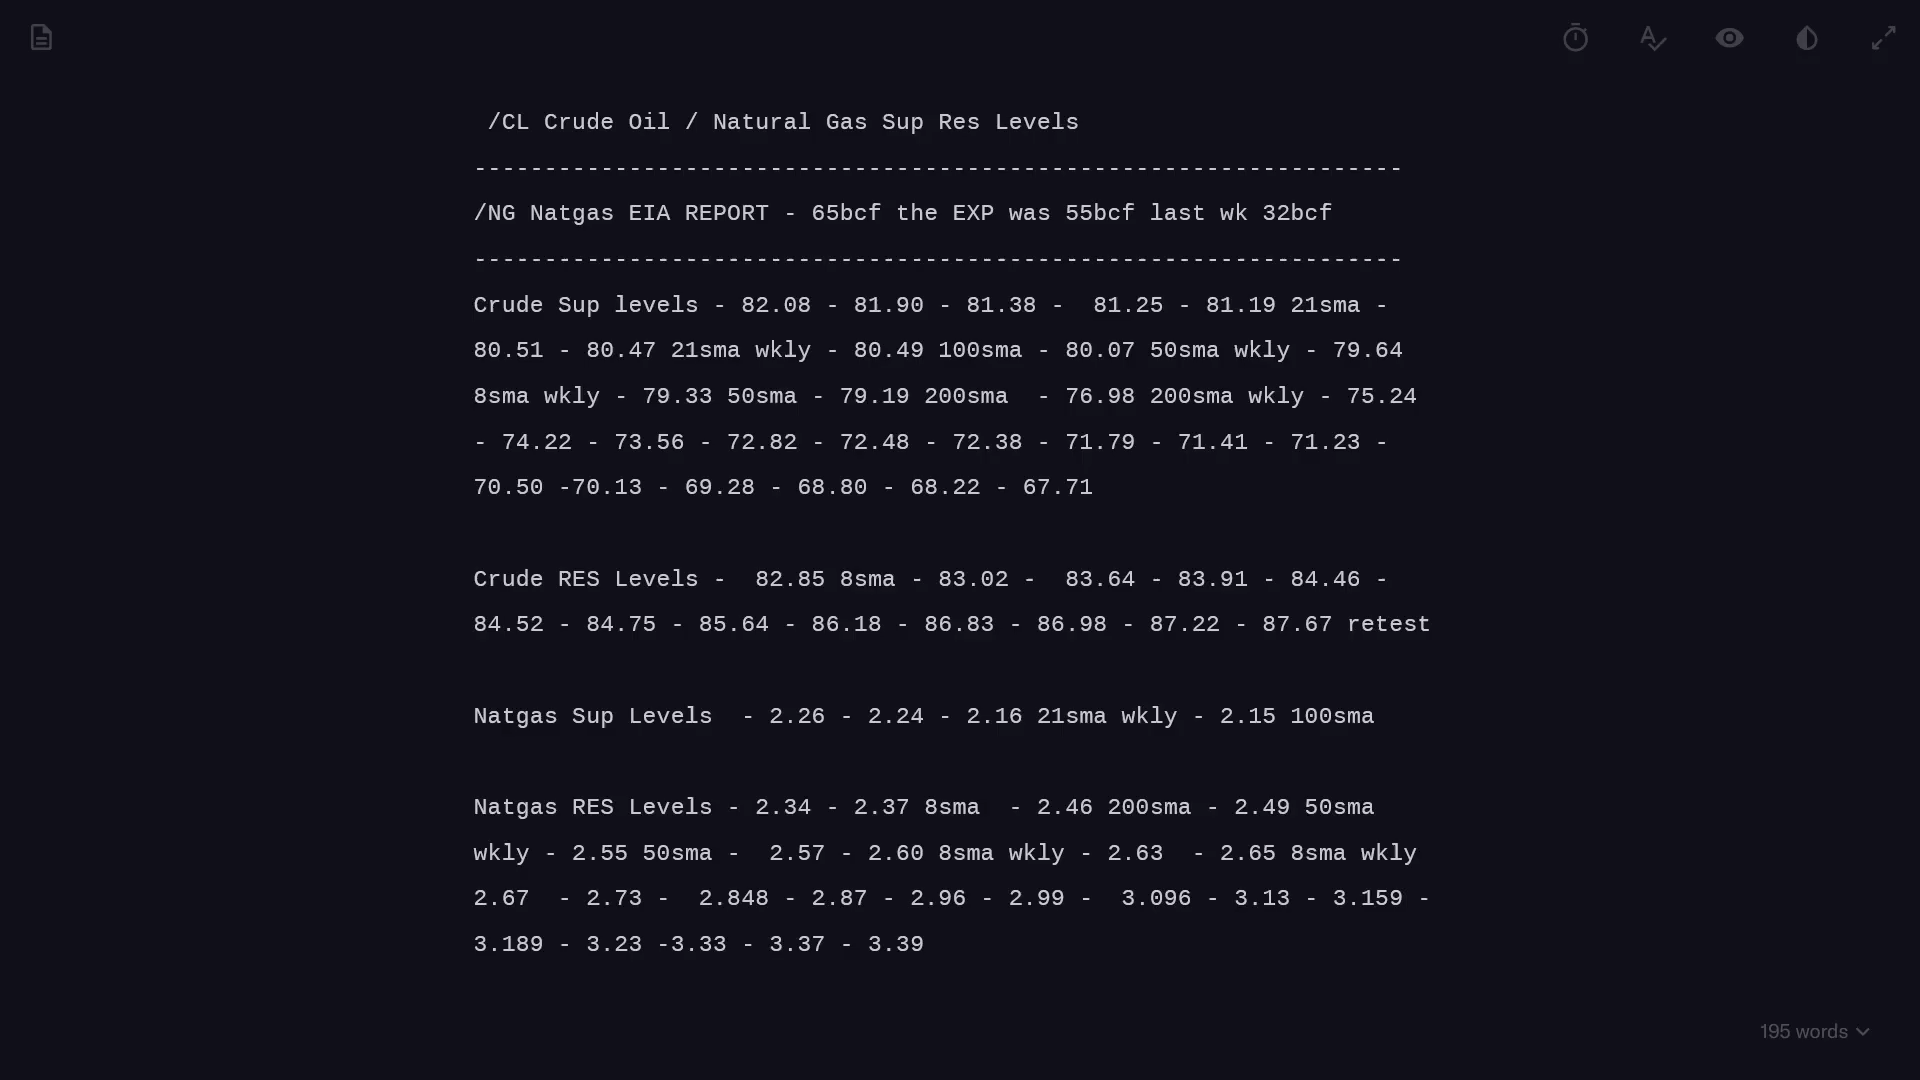 /CL Crude Oil / Natural Gas Sup Res Levels
------------------------------------------------------------------
/NG Natgas EIA REPORT - 65bcf the EXP was 55bcf last wk 32bcf
------------------------------------------------------------------
Crude Sup levels - 82.08 - 81.90 - 81.38 -  81.25 - 81.19 21sma -
80.51 - 80.47 21sma wkly - 80.49 100sma - 80.07 50sma wkly - 79.64
8sma wkly - 79.33 50sma - 79.19 200sma  - 76.98 200sma wkly - 75.24
- 74.22 - 73.56 - 72.82 - 72.48 - 72.38 - 71.79 - 71.41 - 71.23 -
70.50 -70.13 - 69.28 - 68.80 - 68.22 - 67.71
Crude RES Levels -  82.85 8sma - 83.02 -  83.64 - 83.91 - 84.46 -
84.52 - 84.75 - 85.64 - 86.18 - 86.83 - 86.98 - 87.22 - 87.67 retest
Natgas Sup Levels  - 2.26 - 2.24 - 2.16 21sma wkly - 2.15 100sma
Natgas RES Levels - 2.34 - 2.37 8sma  - 2.46 200sma - 2.49 50sma
wkly - 2.55 50sma -  2.57 - 2.60 8sma wkly - 2.63  - 2.65 8sma wkly
2.67  - 2.73 -  2.848 - 2.87 - 2.96 - 2.99 -  3.096 - 3.13 - 3.159 -
3.189 - 3.23 -3.33 - 3.37 - 3.39
195 words